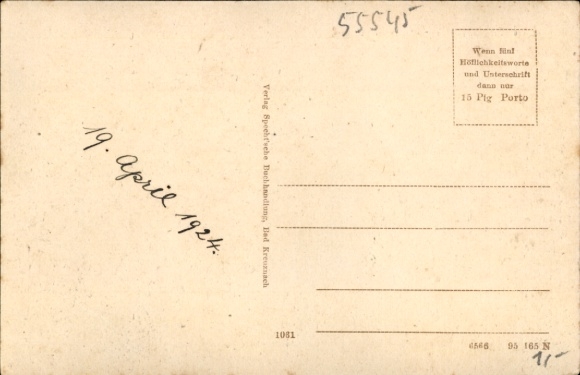 55545
Wenn fünf
Höflichkeitsworte
und Unterschrift
dann nur
15 Pfg Porto
19. April 1924.
Verlag Specht'sche Buchhandlung, Bad Kreuznach
1061
6566 95 165 N
1,-